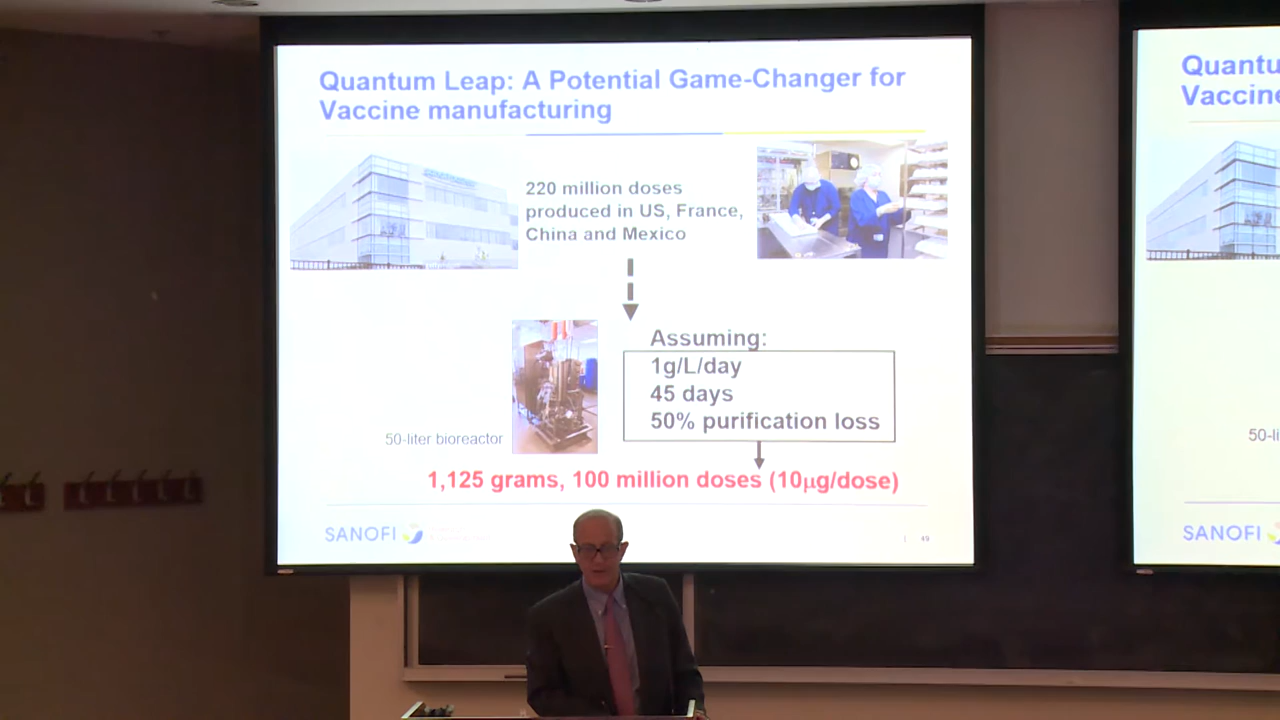 Quantum Leap: A Potential Game-Changer for
Vaccine manufacturing
220 million doses
produced in US, France,
China and Mexico
Assuming:
1g/L/day
45 days
50% purification loss
50-liter bioreactor
1,125 grams, 100 million doses (10µg/dose)
SANOFI
| 49
Quantu
Vaccine
50-li
SANOFI